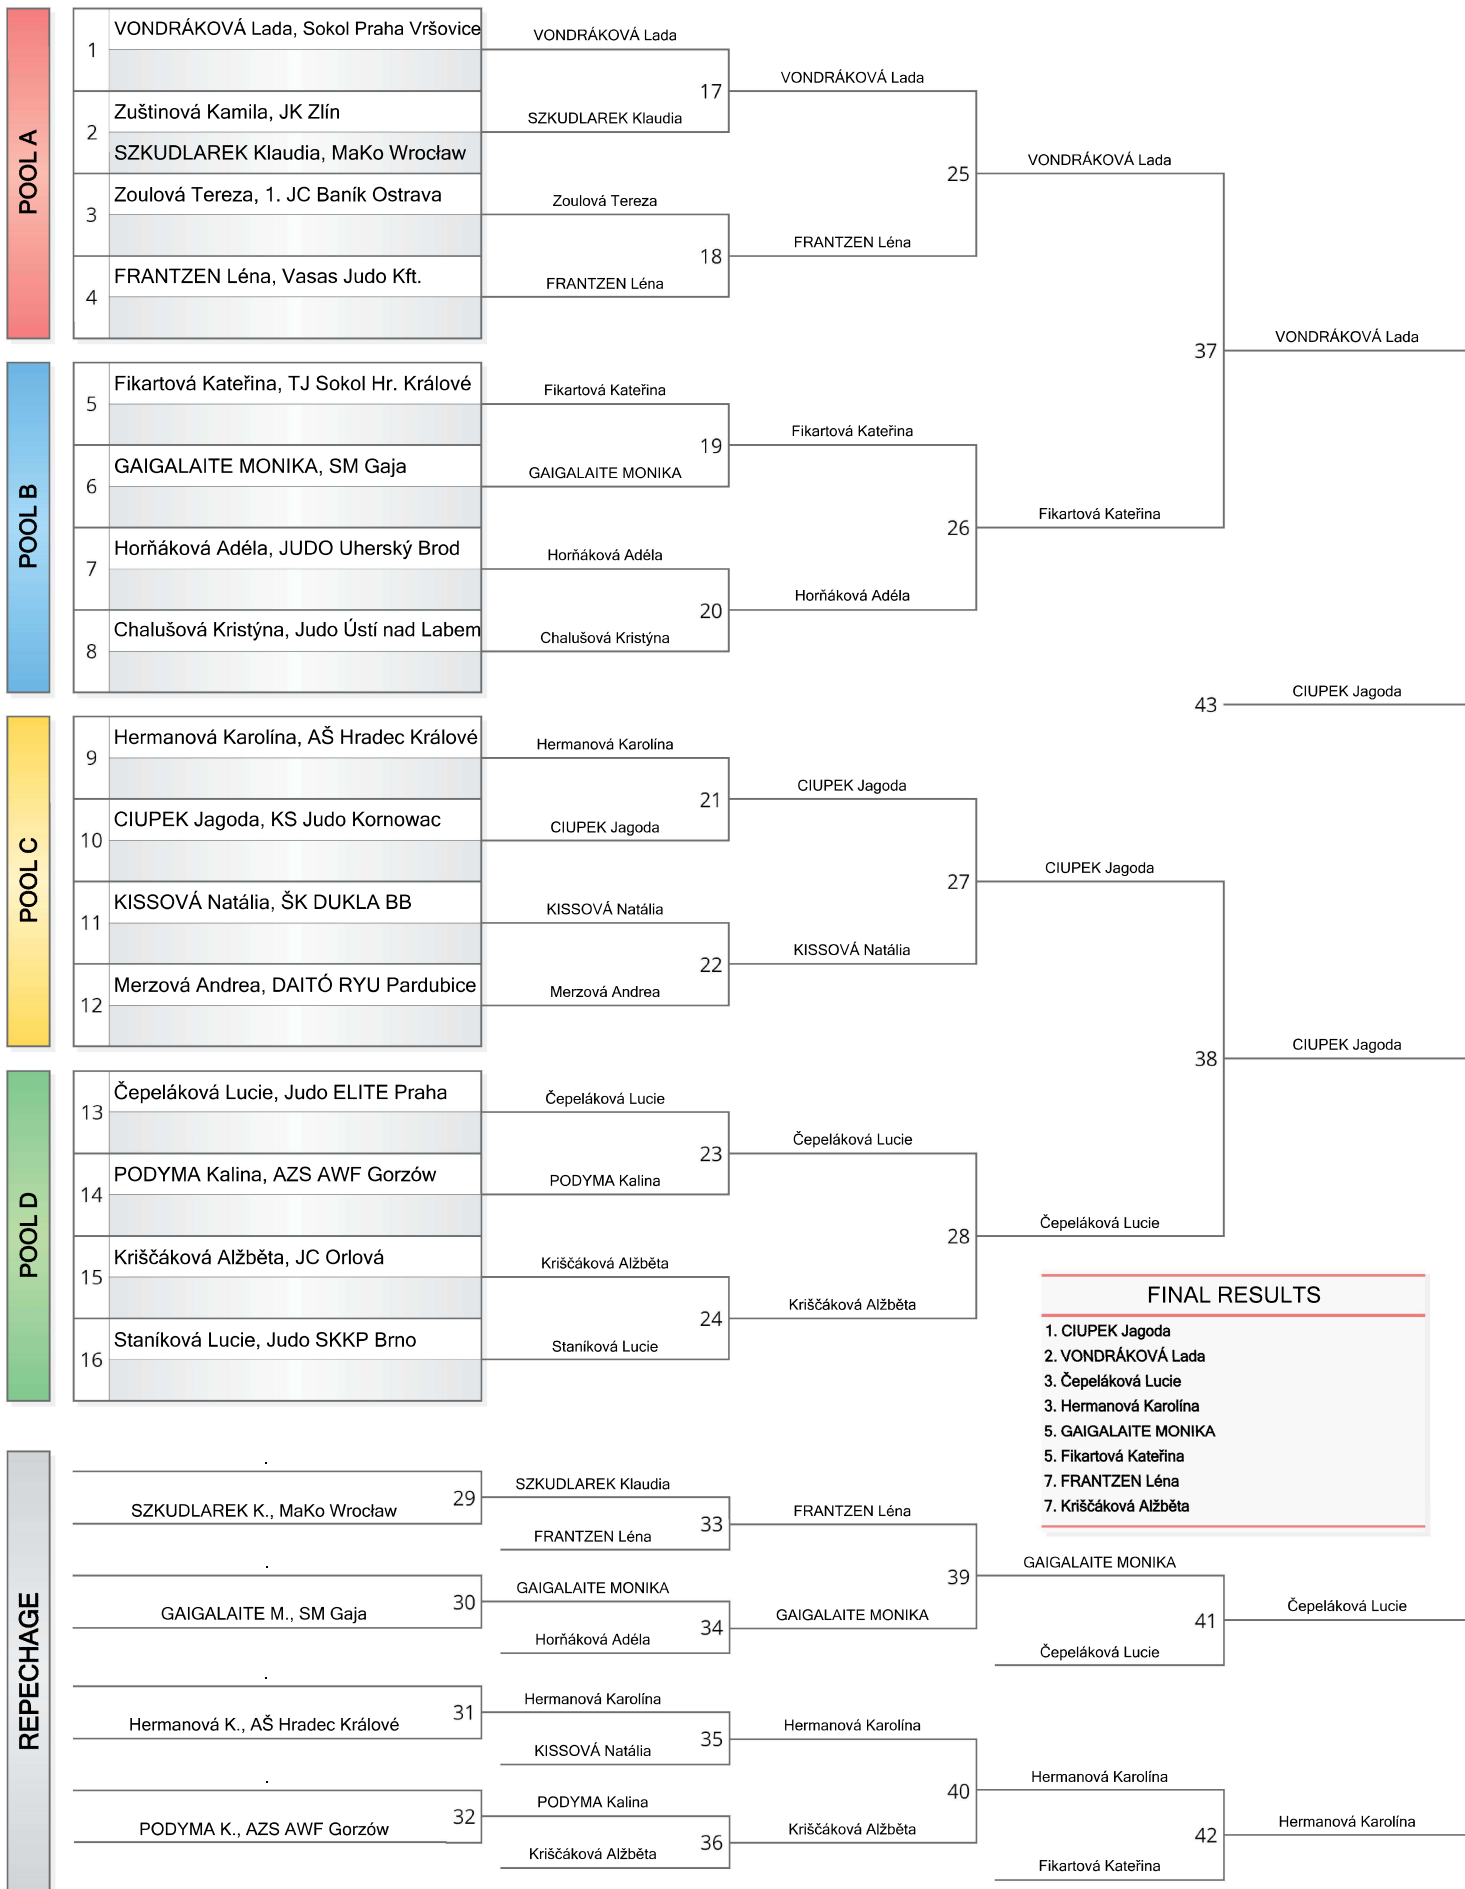 POOL A
1
VONDRÁKOVÁ Lada, Sokol Praha Vršovice
2
Zuštinová Kamila, JK Zlín
SZKUDLAREK Klaudia, MaKo Wrocław
3
Zoulová Tereza, 1. JC Baník Ostrava
4
FRANTZEN Léna, Vasas Judo Kft.
VONDRÁKOVÁ Lada
17
SZKUDLAREK Klaudia
Zoulová Tereza
18
FRANTZEN Léna
VONDRÁKOVÁ Lada
25
FRANTZEN Léna
VONDRÁKOVÁ Lada
POOL B
5
Fikartová Kateřina, TJ Sokol Hr. Králové
6
GAIGALAITE MONIKA, SM Gaja
7
Horňáková Adéla, JUDO Uherský Brod
8
Chalušová Kristýna, Judo Ústí nad Labem
Fikartová Kateřina
19
GAIGALAITE MONIKA
Horňáková Adéla
20
Chalušová Kristýna
Fikartová Kateřina
26
Horňáková Adéla
Fikartová Kateřina
37
VONDRÁKOVÁ Lada
43
CIUPEK Jagoda
POOL C
9
Hermanová Karolína, AŠ Hradec Králové
10
CIUPEK Jagoda, KS Judo Kornowac
11
KISSOVÁ Natália, ŠK DUKLA BB
12
Merzová Andrea, DAITÓ RYU Pardubice
Hermanová Karolína
21
CIUPEK Jagoda
KISSOVÁ Natália
22
Merzová Andrea
CIUPEK Jagoda
27
KISSOVÁ Natália
CIUPEK Jagoda
POOL D
13
Čepeláková Lucie, Judo ELITE Praha
14
PODYMA Kalina, AZS AWF Gorzów
15
Kriščáková Alžběta, JC Orlová
16
Staníková Lucie, Judo SKKP Brno
Čepeláková Lucie
23
PODYMA Kalina
Kriščáková Alžběta
24
Staníková Lucie
Čepeláková Lucie
28
Kriščáková Alžběta
Čepeláková Lucie
38
CIUPEK Jagoda
FINAL RESULTS
1. CIUPEK Jagoda
2. VONDRÁKOVÁ Lada
3. Čepeláková Lucie
3. Hermanová Karolína
5. GAIGALAITE MONIKA
5. Fikartová Kateřina
7. FRANTZEN Léna
7. Kriščáková Alžběta
REPECHAGE
.
29
SZKUDLAREK K., MaKo Wrocław
.
30
GAIGALAITE M., SM Gaja
.
31
Hermanová K., AŠ Hradec Králové
.
32
PODYMA K., AZS AWF Gorzów
SZKUDLAREK Klaudia
33
FRANTZEN Léna
GAIGALAITE MONIKA
34
Horňáková Adéla
Hermanová Karolína
35
KISSOVÁ Natália
PODYMA Kalina
36
Kriščáková Alžběta
FRANTZEN Léna
39
GAIGALAITE MONIKA
Hermanová Karolína
40
Kriščáková Alžběta
GAIGALAITE MONIKA
41
Čepeláková Lucie
Čepeláková Lucie
Hermanová Karolína
42
Fikartová Kateřina
Hermanová Karolína